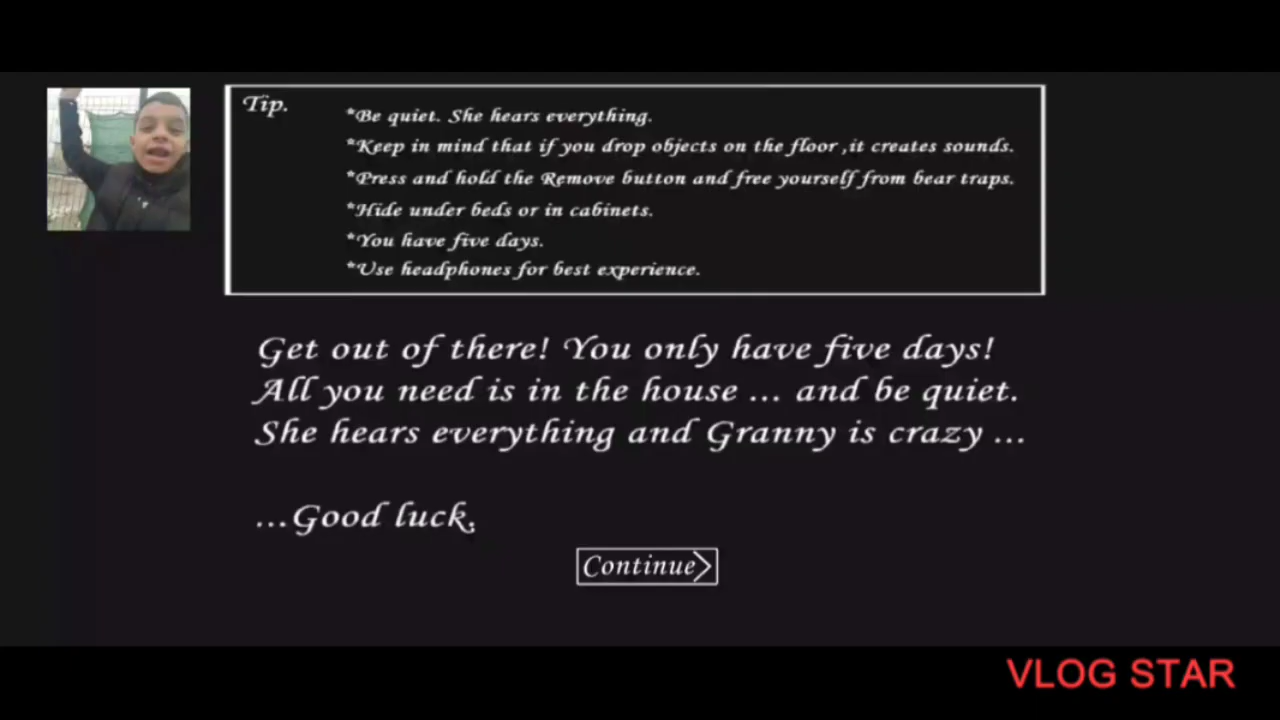 Tip.
*Be quiet. She hears everything.
*Keep in mind that if you drop objects on the floor ,it creates sounds.
*Press and hold the Remove button and free yourself from bear traps.
*Hide under beds or in cabinets.
*You have five days.
*Use headphones for best experience.
Get out of there! You only have five days!
All you need is in the house ... and be quiet.
She hears everything and Granny is crazy ...
...Good luck.
Continue>
VLOG STAR